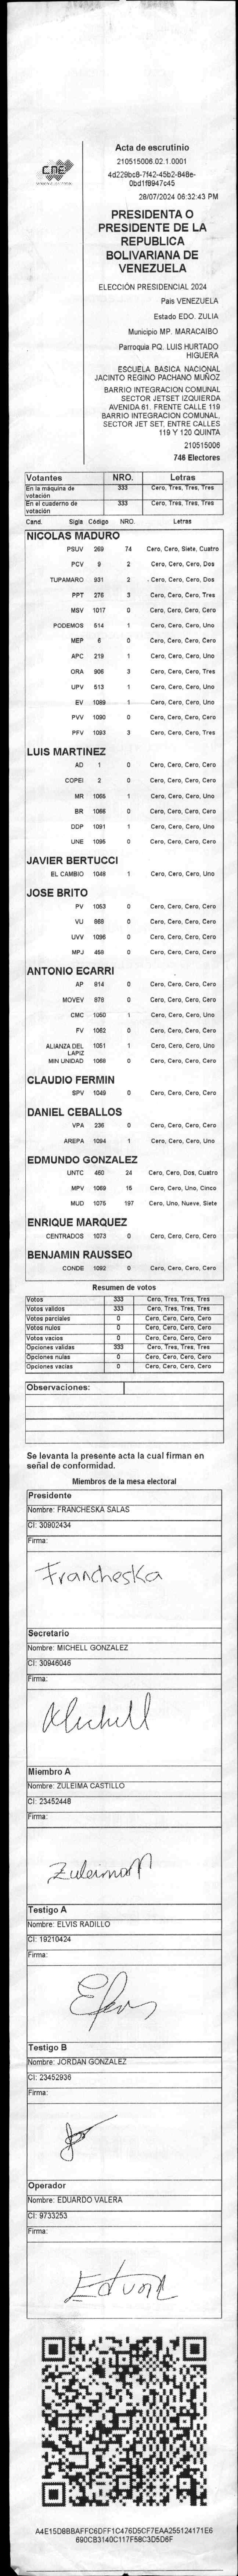 CNE
Acta de escrutinio
210515006.02.1.0001
4d229bc8-7f42-45b2-848e-
0bd1f8947c45
28/07/2024 06:32:43 PM
PRESIDENTA O
PRESIDENTE DE LA
REPUBLICA
BOLIVARIANA DE
VENEZUELA
ELECCIÓN PRESIDENCIAL 2024
País VENEZUELA
Estado EDO. ZULIA
Municipio MP. MARACAIBO
Parroquia PQ. LUIS HURTADO
HIGUERA
ESCUELA BASICA NACIONAL
JACINTO REGINO PACHANO MUÑOZ
BARRIO INTEGRACION COMUNAL
SECTOR JETSET IZQUIERDA
AVENIDA 61. FRENTE CALLE 119
BARRIO INTEGRACION COMUNAL,
SECTOR JET SET, ENTRE CALLES
119 Y 120 QUINTA
210515006
746 Electores
Votantes NRO. Letras
En la máquina de votación 333 Cero, Tres, Tres, Tres
En el cuaderno de votación 333 Cero, Tres, Tres, Tres
Cand. Sigla Código NRO. Letras
NICOLAS MADURO
PSUV 269 74 Cero, Cero, Siete, Cuatro
PCV 9 2 Cero, Cero, Cero, Dos
TUPAMARO 931 2 Cero, Cero, Cero, Dos
PPT 276 3 Cero, Cero, Cero, Tres
MSV 1017 0 Cero, Cero, Cero, Cero
PODEMOS 514 1 Cero, Cero, Cero, Uno
MEP 6 0 Cero, Cero, Cero, Cero
APC 219 1 Cero, Cero, Cero, Uno
ORA 906 3 Cero, Cero, Cero, Tres
UPV 513 1 Cero, Cero, Cero, Uno
EV 1089 1 Cero, Cero, Cero, Uno
PVV 1090 0 Cero, Cero, Cero, Cero
PFV 1093 3 Cero, Cero, Cero, Tres
LUIS MARTINEZ
AD 1 0 Cero, Cero, Cero, Cero
COPEI 2 0 Cero, Cero, Cero, Cero
MR 1065 1 Cero, Cero, Cero, Uno
BR 1066 0 Cero, Cero, Cero, Cero
DDP 1091 1 Cero, Cero, Cero, Uno
UNE 1095 0 Cero, Cero, Cero, Cero
JAVIER BERTUCCI
EL CAMBIO 1048 1 Cero, Cero, Cero, Uno
JOSE BRITO
PV 1053 0 Cero, Cero, Cero, Cero
VU 868 0 Cero, Cero, Cero, Cero
UVV 1096 0 Cero, Cero, Cero, Cero
MPJ 459 0 Cero, Cero, Cero, Cero
ANTONIO ECARRI
AP 914 0 Cero, Cero, Cero, Cero
MOVEV 878 0 Cero, Cero, Cero, Cero
CMC 1050 1 Cero, Cero, Cero, Uno
FV 1062 0 Cero, Cero, Cero, Cero
ALIANZA DEL LAPIZ 1051 1 Cero, Cero, Cero, Uno
MIN UNIDAD 1068 0 Cero, Cero, Cero, Cero
CLAUDIO FERMIN
SPV 1049 0 Cero, Cero, Cero, Cero
DANIEL CEBALLOS
VPA 236 0 Cero, Cero, Cero, Cero
AREPA 1094 1 Cero, Cero, Cero, Uno
EDMUNDO GONZALEZ
UNTC 460 24 Cero, Cero, Dos, Cuatro
MPV 1069 15 Cero, Cero, Uno, Cinco
MUD 1075 197 Cero, Uno, Nueve, Siete
ENRIQUE MARQUEZ
CENTRADOS 1073 0 Cero, Cero, Cero, Cero
BENJAMIN RAUSSEO
CONDE 1092 0 Cero, Cero, Cero, Cero
Resumen de votos
Votos 333 Cero, Tres, Tres, Tres
Votos validos 333 Cero, Tres, Tres, Tres
Votos parciales 0 Cero, Cero, Cero, Cero
Votos nulos 0 Cero, Cero, Cero, Cero
Votos vacios 0 Cero, Cero, Cero, Cero
Opciones validas 333 Cero, Tres, Tres, Tres
Opciones nulas 0 Cero, Cero, Cero, Cero
Opciones vacias 0 Cero, Cero, Cero, Cero
Observaciones:
Se levanta la presente acta la cual firman en
señal de conformidad.
Miembros de la mesa electoral
Presidente
Nombre: FRANCHESKA SALAS
CI: 30902434
Firma:
Francheska
Secretario
Nombre: MICHELL GONZALEZ
CI: 30946046
Firma:
Michell
Miembro A
Nombre: ZULEIMA CASTILLO
CI: 23452448
Firma:
Zuleima
Testigo A
Nombre: ELVIS RADILLO
CI: 19210424
Firma:
Testigo B
Nombre: JORDAN GONZALEZ
CI: 23452936
Firma:
Operador
Nombre: EDUARDO VALERA
CI: 9733253
Firma:
A4E15D9BBAFFC6DFF1C476D5CF7EAA255124171E6
690CB3140C117F58C3D5D6F